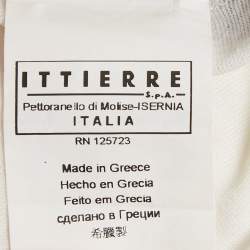 ITTIERRE
S.p.A.
Pettoranello di Molise-ISERNIA
ITALIA
RN 125723
Made in Greece
Hecho en Grecia
Feito em Grecia
сделано в Греции
希臘製